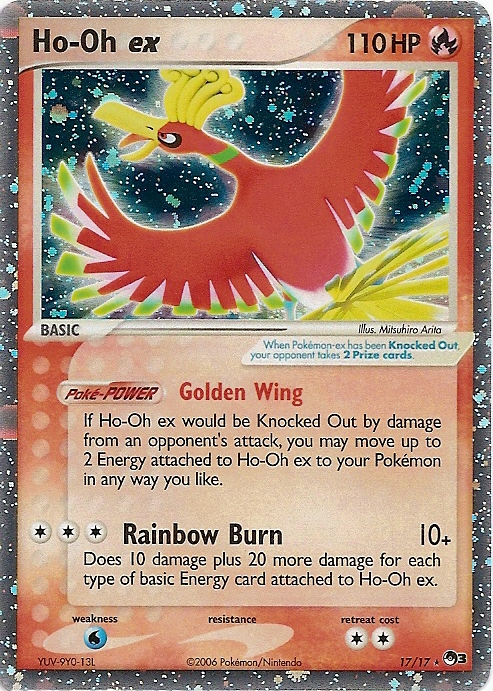 Ho-Oh ex 110 HP
BASIC
Illus. Mitsuhiro Arita
When Pokémon-ex has been Knocked Out,
your opponent takes 2 Prize cards.
Poké-POWER Golden Wing
If Ho-Oh ex would be Knocked Out by damage
from an opponent's attack, you may move up to
2 Energy attached to Ho-Oh ex to your Pokémon
in any way you like.
Rainbow Burn 10+
Does 10 damage plus 20 more damage for each
type of basic Energy card attached to Ho-Oh ex.
weakness resistance retreat cost
YUV-9Y0-13L ©2006 Pokémon/Nintendo 17/17 ★ 3